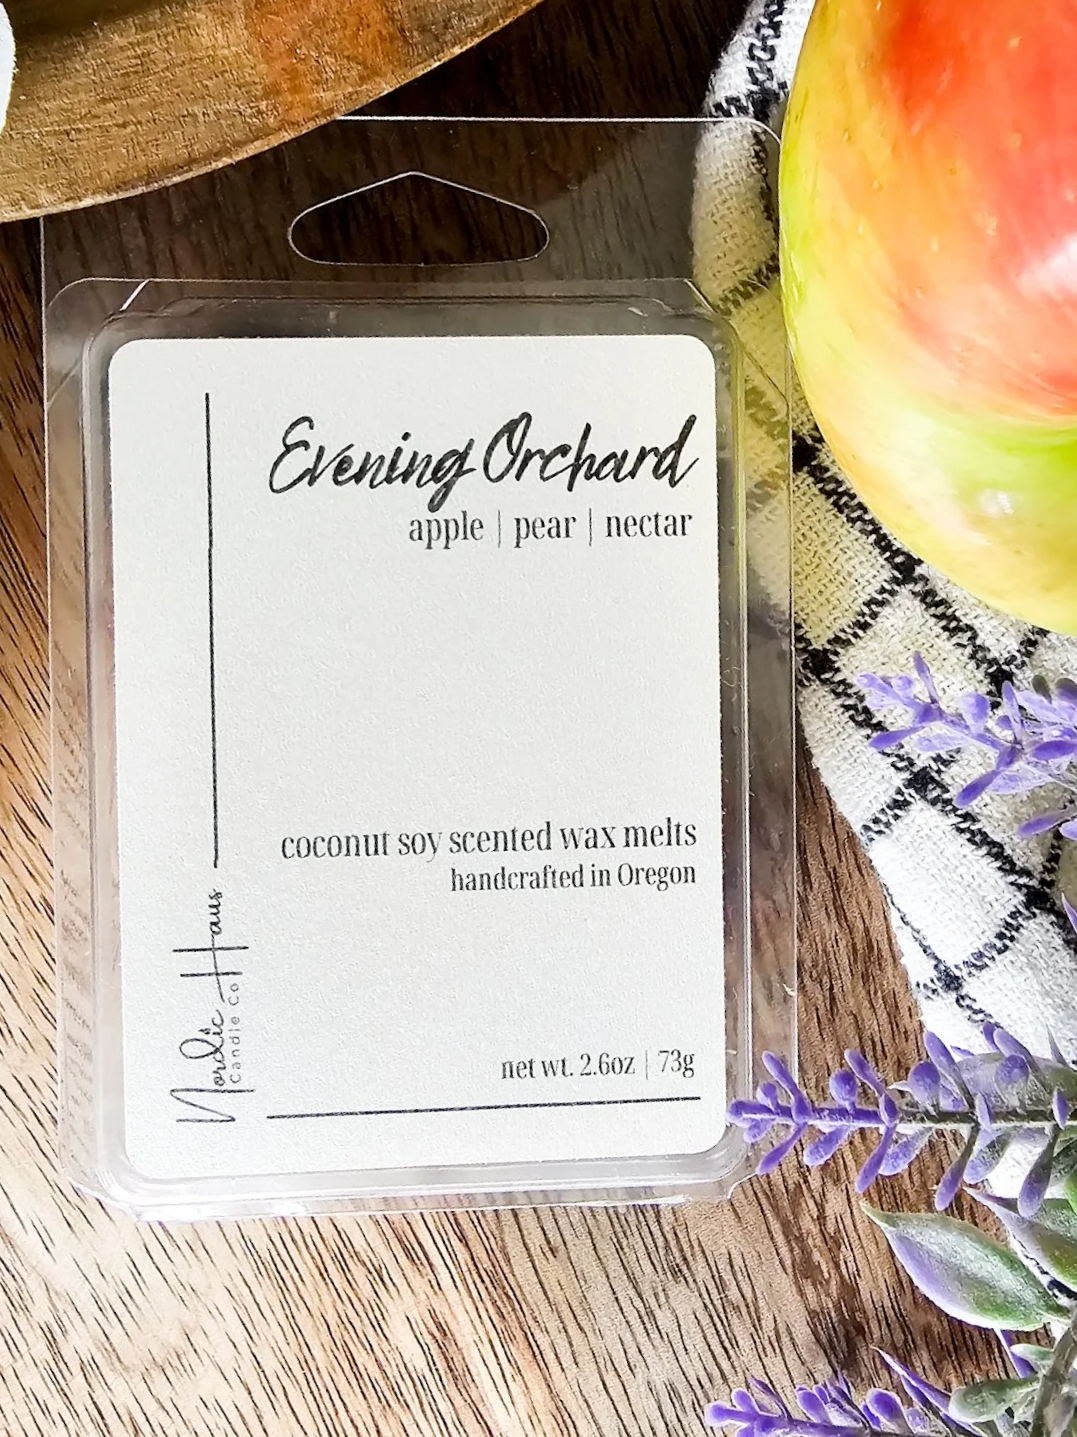 Evening Orchard
apple | pear | nectar
coconut soy scented wax melts
handcrafted in Oregon
Nordic Haus
Candle Co
net wt. 2.6oz | 73g